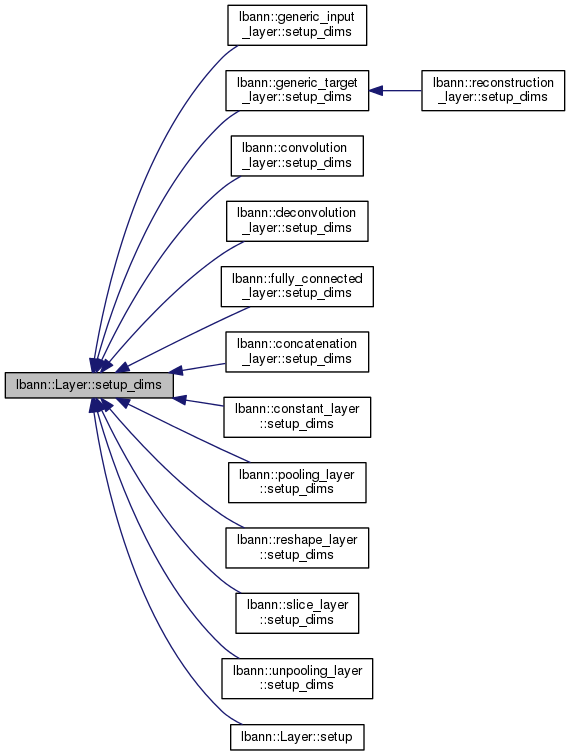 lbann::generic_input
_layer::setup_dims
lbann::generic_target
_layer::setup_dims
lbann::reconstruction
_layer::setup_dims
lbann::convolution
_layer::setup_dims
lbann::deconvolution
_layer::setup_dims
lbann::fully_connected
_layer::setup_dims
lbann::concatenation
_layer::setup_dims
lbann::Layer::setup_dims
lbann::constant_layer
::setup_dims
lbann::pooling_layer
::setup_dims
lbann::reshape_layer
::setup_dims
lbann::slice_layer
::setup_dims
lbann::unpooling_layer
::setup_dims
lbann::Layer::setup